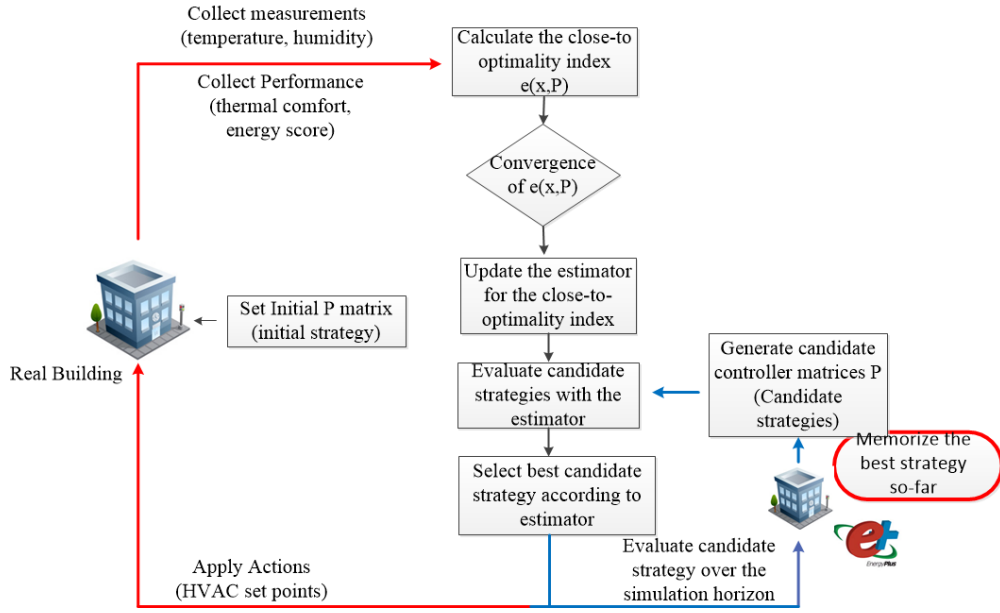 Collect measurements
(temperature, humidity)
Collect Performance
(thermal comfort,
energy score)
Calculate the close-to
optimality index
e(x,P)
Convergence
of e(x,P)
Update the estimator
for the close-to-
optimality index
Set Initial P matrix
(initial strategy)
Real Building
Evaluate candidate
strategies with the
estimator
Generate candidate
controller matrices P
(Candidate
strategies)
Memorize the
best strategy
so-far
Select best candidate
strategy according to
estimator
et
EnergyPlus
Apply Actions
(HVAC set points)
Evaluate candidate
strategy over the
simulation horizon